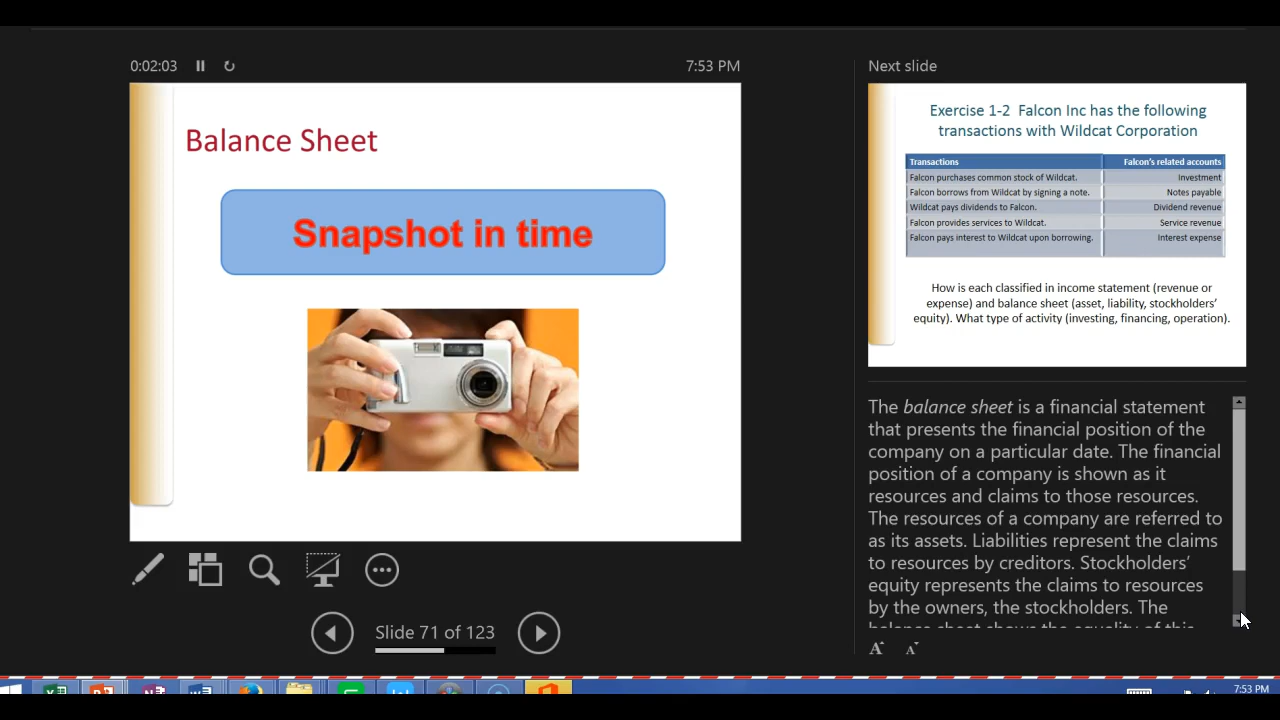 0:02:03
7:53 PM
Balance Sheet
Snapshot in time
Slide 71 of 123
Next slide
Exercise 1-2 Falcon Inc has the following
transactions with Wildcat Corporation
Transactions Falcon's related accounts
Falcon purchases common stock of Wildcat. Investment
Falcon borrows from Wildcat by signing a note. Notes payable
Wildcat pays dividends to Falcon. Dividend revenue
Falcon provides services to Wildcat. Service revenue
Falcon pays interest to Wildcat upon borrowing. Interest expense
How is each classified in income statement (revenue or
expense) and balance sheet (asset, liability, stockholders'
equity). What type of activity (investing, financing, operation).
The balance sheet is a financial statement
that presents the financial position of the
company on a particular date. The financial
position of a company is shown as it
resources and claims to those resources.
The resources of a company are referred to
as its assets. Liabilities represent the claims
to resources by creditors. Stockholders'
equity represents the claims to resources
by the owners, the stockholders. The
balance sheet shows the equality of this
A A
7:53 PM